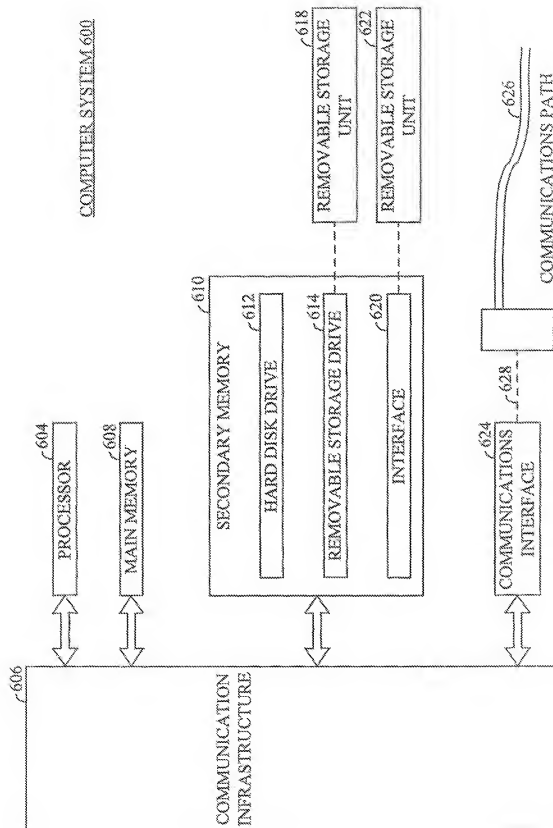 COMPUTER SYSTEM 600
606
COMMUNICATION
INFRASTRUCTURE
604
PROCESSOR
608
MAIN MEMORY
610
SECONDARY MEMORY
612
HARD DISK DRIVE
614
REMOVABLE STORAGE DRIVE
620
INTERFACE
618
REMOVABLE STORAGE
UNIT
622
REMOVABLE STORAGE
UNIT
624
COMMUNICATIONS
INTERFACE
628
626
COMMUNICATIONS PATH